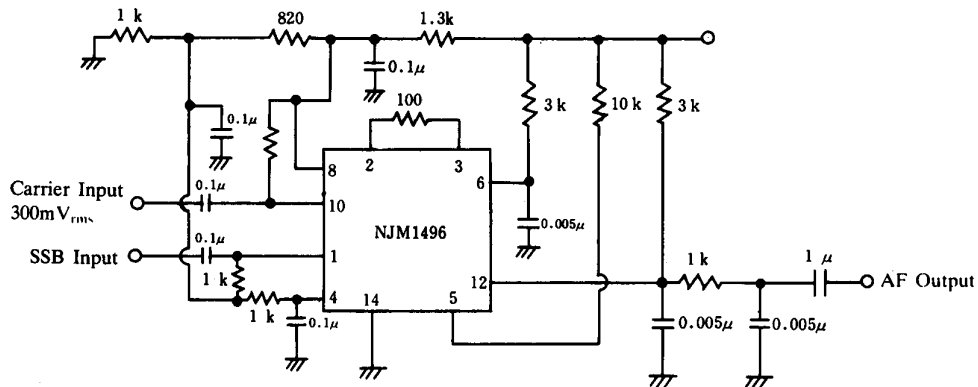 1 k
820
1.3k
0.1μ
3 k
10 k
3 k
100
0.1μ
2
3
8
6
Carrier Input
300mVrms
0.1μ
10
NJM1496
0.005μ
SSB Input
0.1μ
1
1 k
12
1 k
1 μ
AF Output
4
14
5
1 k
0.1μ
0.005μ
0.005μ